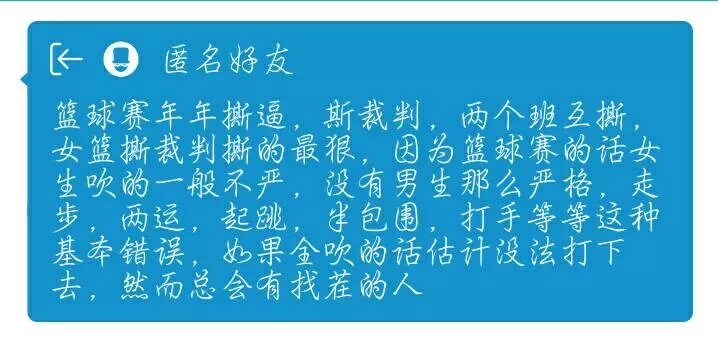 匿名好友
篮球赛年年撕逼，斯裁判，两个班互撕，
女篮撕裁判撕的最狠，因为篮球赛的话女
生吹的一般不严，没有男生那么严格，走
步，两运，起跳，半包围，打手等等这种
基本错误，如果全吹的话估计没法打下
去，然而总会有找茬的人